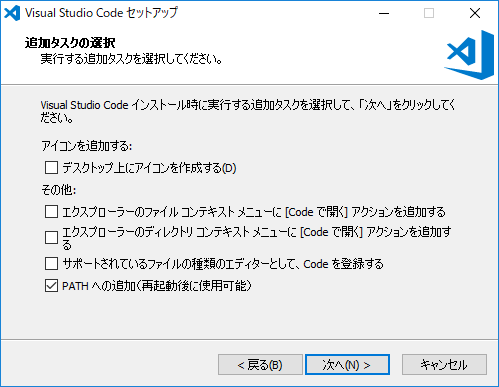 Visual Studio Code セットアップ
追加タスクの選択
実行する追加タスクを選択してください。
Visual Studio Code インストール時に実行する追加タスクを選択して、「次へ」をクリックしてく
ださい。
アイコンを追加する:
デスクトップ上にアイコンを作成する(D)
その他:
エクスプローラーのファイル コンテキスト メニューに [Code で開く] アクションを追加する
エクスプローラーのディレクトリ コンテキスト メニューに [Code で開く] アクションを追加す
る
サポートされているファイルの種類のエディターとして、Code を登録する
PATH への追加（再起動後に使用可能）
< 戻る(B)
次へ(N) >
キャンセル